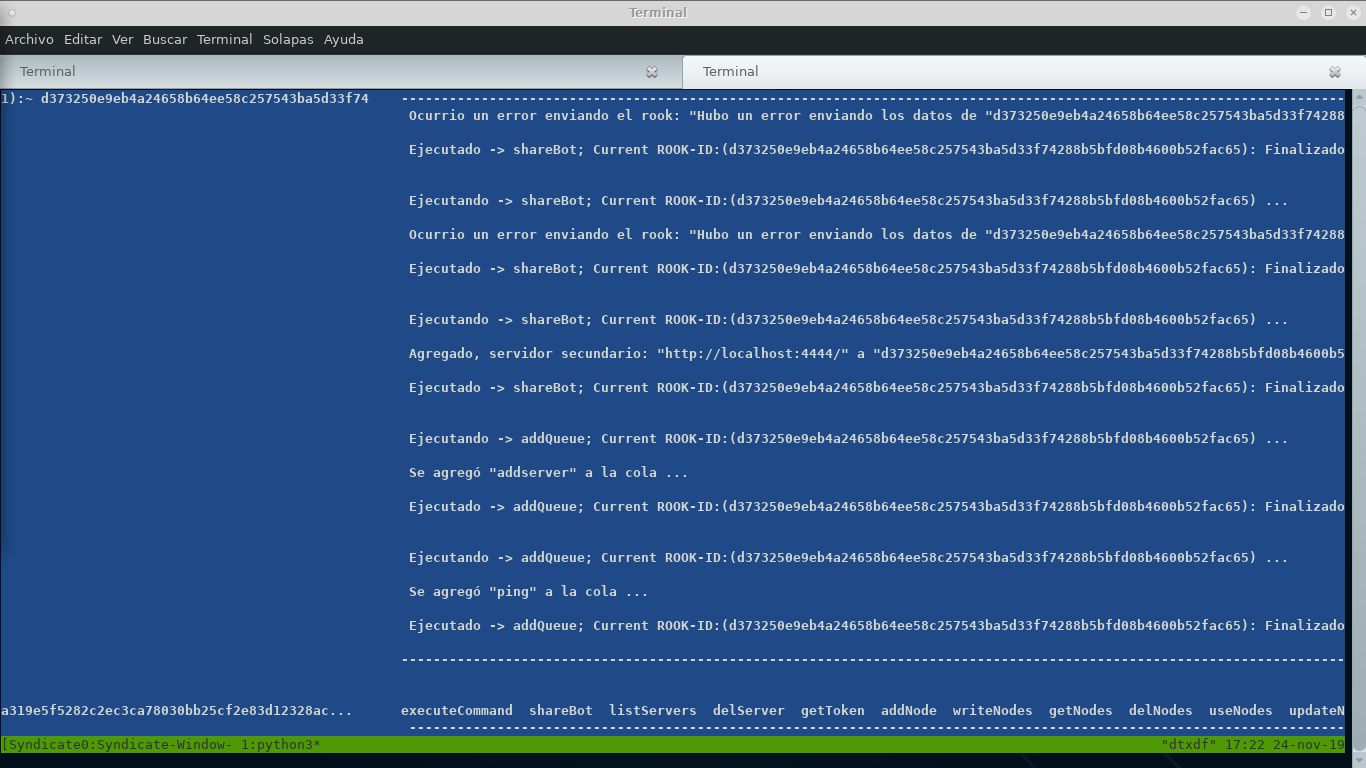 Terminal
Archivo Editar Ver Buscar Terminal Solapas Ayuda
Terminal
Terminal
1):~ d373250e9eb4a24658b64ee58c257543ba5d33f74
--------------------------------------------------------------------------------------------------------------------
Ocurrio un error enviando el rook: "Hubo un error enviando los datos de "d373250e9eb4a24658b64ee58c257543ba5d33f74288
Ejecutado -> shareBot; Current ROOK-ID:(d373250e9eb4a24658b64ee58c257543ba5d33f74288b5bfd08b4600b52fac65): Finalizado
Ejecutando -> shareBot; Current ROOK-ID:(d373250e9eb4a24658b64ee58c257543ba5d33f74288b5bfd08b4600b52fac65) ...
Ocurrio un error enviando el rook: "Hubo un error enviando los datos de "d373250e9eb4a24658b64ee58c257543ba5d33f74288
Ejecutado -> shareBot; Current ROOK-ID:(d373250e9eb4a24658b64ee58c257543ba5d33f74288b5bfd08b4600b52fac65): Finalizado
Ejecutando -> shareBot; Current ROOK-ID:(d373250e9eb4a24658b64ee58c257543ba5d33f74288b5bfd08b4600b52fac65) ...
Agregado, servidor secundario: "http://localhost:4444/" a "d373250e9eb4a24658b64ee58c257543ba5d33f74288b5bfd08b4600b5
Ejecutado -> shareBot; Current ROOK-ID:(d373250e9eb4a24658b64ee58c257543ba5d33f74288b5bfd08b4600b52fac65): Finalizado
Ejecutando -> addQueue; Current ROOK-ID:(d373250e9eb4a24658b64ee58c257543ba5d33f74288b5bfd08b4600b52fac65) ...
Se agregó "addserver" a la cola ...
Ejecutado -> addQueue; Current ROOK-ID:(d373250e9eb4a24658b64ee58c257543ba5d33f74288b5bfd08b4600b52fac65): Finalizado
Ejecutando -> addQueue; Current ROOK-ID:(d373250e9eb4a24658b64ee58c257543ba5d33f74288b5bfd08b4600b52fac65) ...
Se agregó "ping" a la cola ...
Ejecutado -> addQueue; Current ROOK-ID:(d373250e9eb4a24658b64ee58c257543ba5d33f74288b5bfd08b4600b52fac65): Finalizado
--------------------------------------------------------------------------------------------------------------------
a319e5f5282c2ec3ca78030bb25cf2e83d12328ac... executeCommand shareBot listServers delServer getToken addNode writeNodes getNodes delNodes useNodes updateN
--------------------------------------------------------------------------------------------------------------------
[Syndicate0:Syndicate-Window- 1:python3* "dtxdf" 17:22 24-nov-19